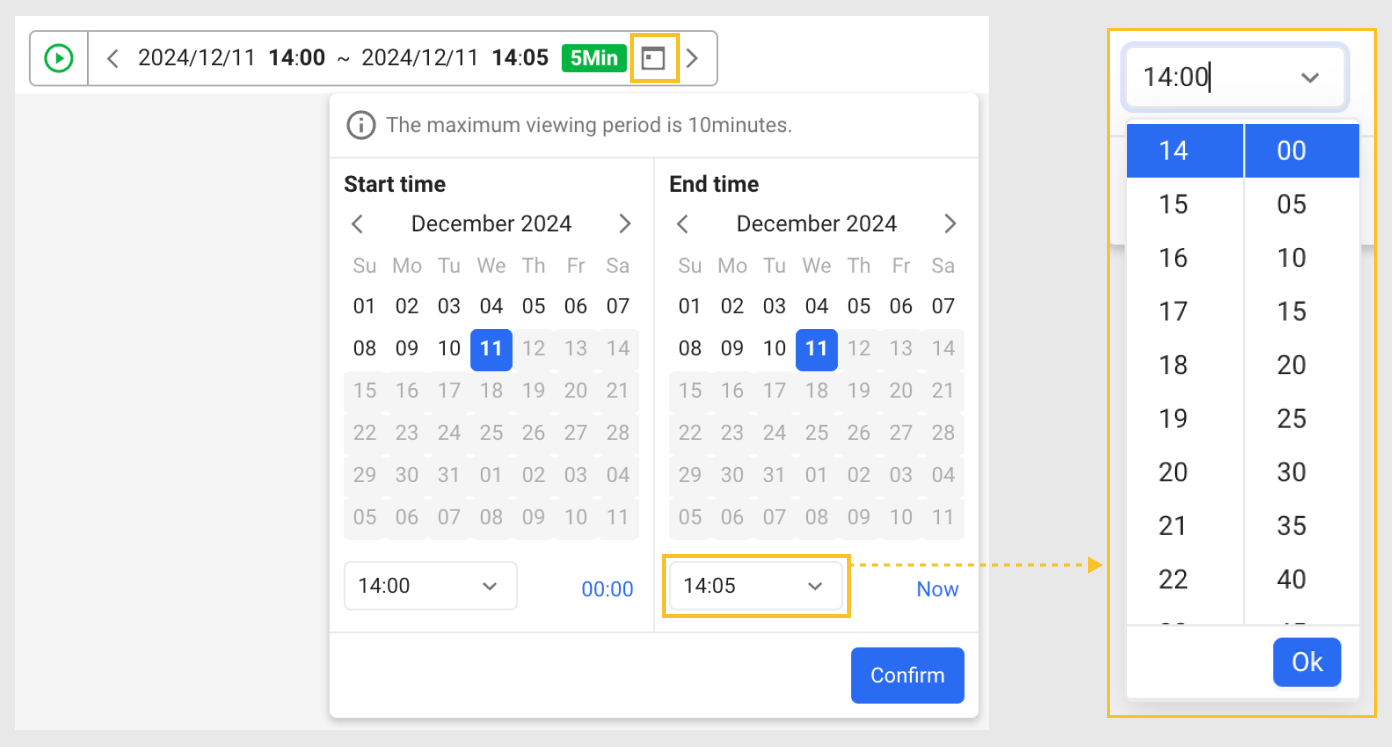 2024/12/11 14:00 ~ 2024/12/11 14:05 5Min
The maximum viewing period is 10minutes.
Start time
December 2024
Su Mo Tu We Th Fr Sa
01 02 03 04 05 06 07
08 09 10 11 12 13 14
15 16 17 18 19 20 21
22 23 24 25 26 27 28
29 30 31 01 02 03 04
05 06 07 08 09 10 11
14:00 00:00
End time
December 2024
Su Mo Tu We Th Fr Sa
01 02 03 04 05 06 07
08 09 10 11 12 13 14
15 16 17 18 19 20 21
22 23 24 25 26 27 28
29 30 31 01 02 03 04
05 06 07 08 09 10 11
14:05 Now
Confirm
14:00
14 00
15 05
16 10
17 15
18 20
19 25
20 30
21 35
22 40
Ok